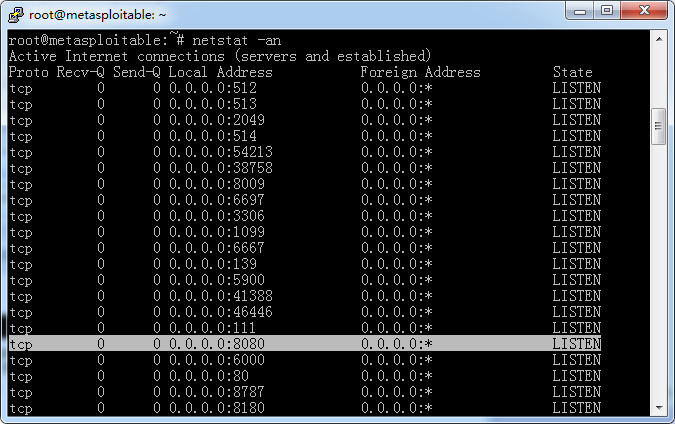 root@metasploitable: ~
root@metasploitable:~# netstat -an
Active Internet connections (servers and established)
Proto Recv-Q Send-Q Local Address Foreign Address State
tcp 0 0 0.0.0.0:512 0.0.0.0:* LISTEN
tcp 0 0 0.0.0.0:513 0.0.0.0:* LISTEN
tcp 0 0 0.0.0.0:2049 0.0.0.0:* LISTEN
tcp 0 0 0.0.0.0:514 0.0.0.0:* LISTEN
tcp 0 0 0.0.0.0:54213 0.0.0.0:* LISTEN
tcp 0 0 0.0.0.0:38758 0.0.0.0:* LISTEN
tcp 0 0 0.0.0.0:8009 0.0.0.0:* LISTEN
tcp 0 0 0.0.0.0:6697 0.0.0.0:* LISTEN
tcp 0 0 0.0.0.0:3306 0.0.0.0:* LISTEN
tcp 0 0 0.0.0.0:1099 0.0.0.0:* LISTEN
tcp 0 0 0.0.0.0:6667 0.0.0.0:* LISTEN
tcp 0 0 0.0.0.0:139 0.0.0.0:* LISTEN
tcp 0 0 0.0.0.0:5900 0.0.0.0:* LISTEN
tcp 0 0 0.0.0.0:41388 0.0.0.0:* LISTEN
tcp 0 0 0.0.0.0:46446 0.0.0.0:* LISTEN
tcp 0 0 0.0.0.0:111 0.0.0.0:* LISTEN
tcp 0 0 0.0.0.0:8080 0.0.0.0:* LISTEN
tcp 0 0 0.0.0.0:6000 0.0.0.0:* LISTEN
tcp 0 0 0.0.0.0:80 0.0.0.0:* LISTEN
tcp 0 0 0.0.0.0:8787 0.0.0.0:* LISTEN
tcp 0 0 0.0.0.0:8180 0.0.0.0:* LISTEN